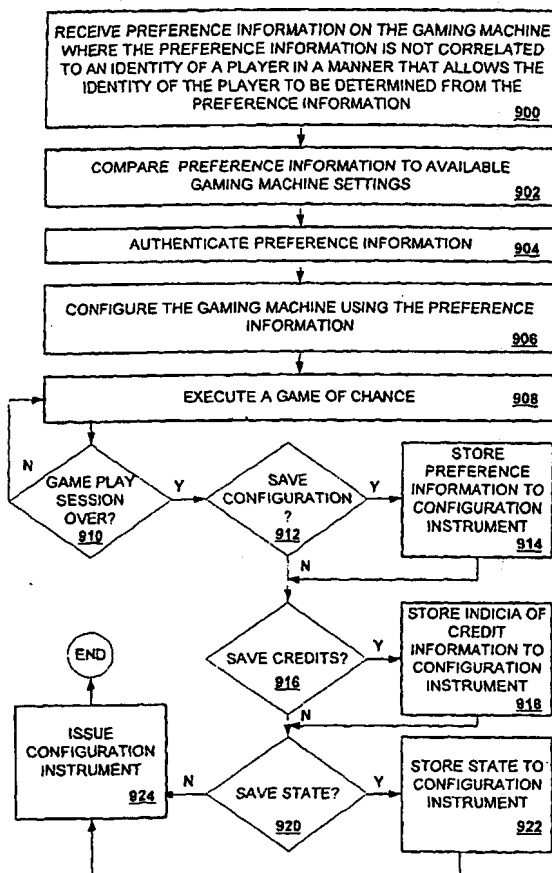 RECEIVE PREFERENCE INFORMATION ON THE GAMING MACHINE
WHERE THE PREFERENCE INFORMATION IS NOT CORRELATED
TO AN IDENTITY OF A PLAYER IN A MANNER THAT ALLOWS THE
IDENTITY OF THE PLAYER TO BE DETERMINED FROM THE
PREFERENCE INFORMATION
900
COMPARE PREFERENCE INFORMATION TO AVAILABLE
GAMING MACHINE SETTINGS
902
AUTHENTICATE PREFERENCE INFORMATION
904
CONFIGURE THE GAMING MACHINE USING THE PREFERENCE
INFORMATION
906
EXECUTE A GAME OF CHANCE
908
N
GAME PLAY
SESSION
OVER?
910
Y
SAVE
CONFIGURATION
?
912
Y
STORE
PREFERENCE
INFORMATION TO
CONFIGURATION
INSTRUMENT
914
N
END
SAVE CREDITS?
916
Y
STORE INDICIA OF
CREDIT
INFORMATION TO
CONFIGURATION
INSTRUMENT
918
N
ISSUE
CONFIGURATION
INSTRUMENT
924
N
SAVE STATE?
920
Y
STORE STATE TO
CONFIGURATION
INSTRUMENT
922